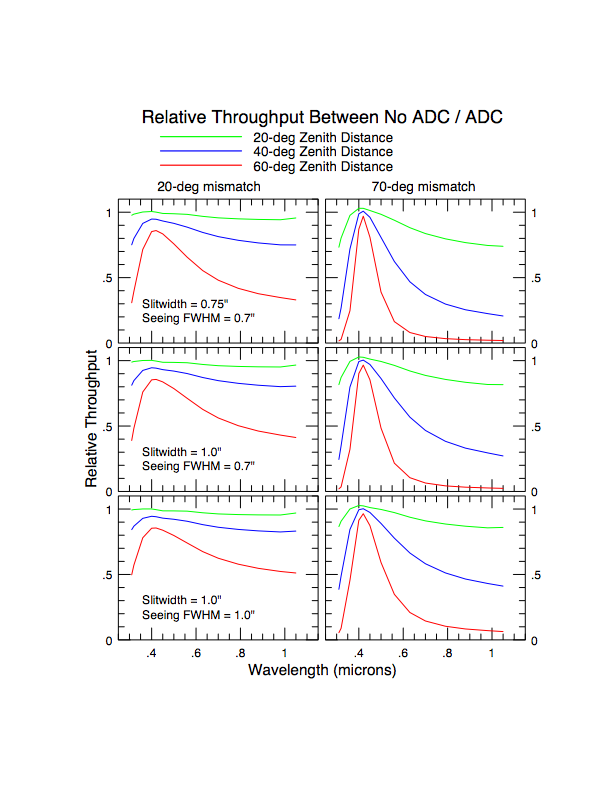 Relative Throughput Between No ADC / ADC
20-deg Zenith Distance
40-deg Zenith Distance
60-deg Zenith Distance
20-deg mismatch
70-deg mismatch
1
.5
0
Slitwidth = 0.75"
Seeing FWHM = 0.7"
1
.5
0
1
.5
0
Slitwidth = 1.0"
Seeing FWHM = 0.7"
1
.5
0
1
.5
0
Slitwidth = 1.0"
Seeing FWHM = 1.0"
1
.5
0
Relative Throughput
.4 .6 .8 1
.4 .6 .8 1
Wavelength (microns)